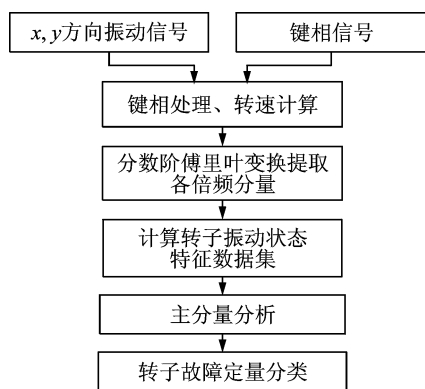 x, y方向振动信号
键相信号
键相处理、转速计算
分数阶傅里叶变换提取
各倍频分量
计算转子振动状态
特征数据集
主分量分析
转子故障定量分类